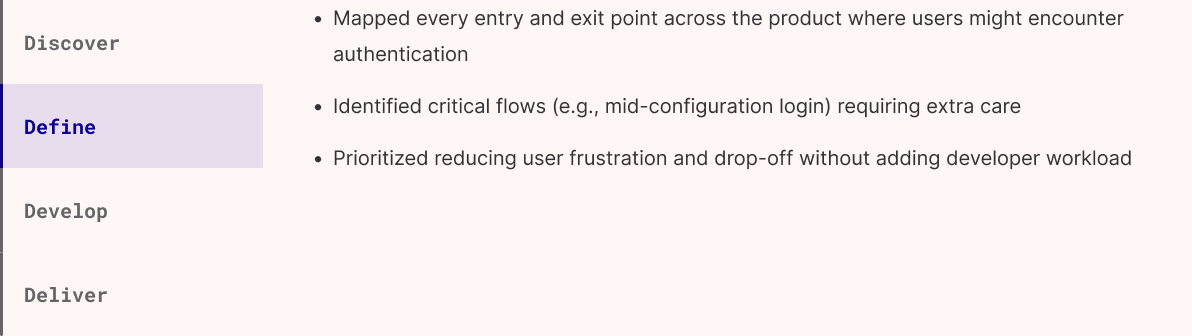 Discover
Define
Develop
Deliver
• Mapped every entry and exit point across the product where users might encounter
authentication
• Identified critical flows (e.g., mid-configuration login) requiring extra care
• Prioritized reducing user frustration and drop-off without adding developer workload